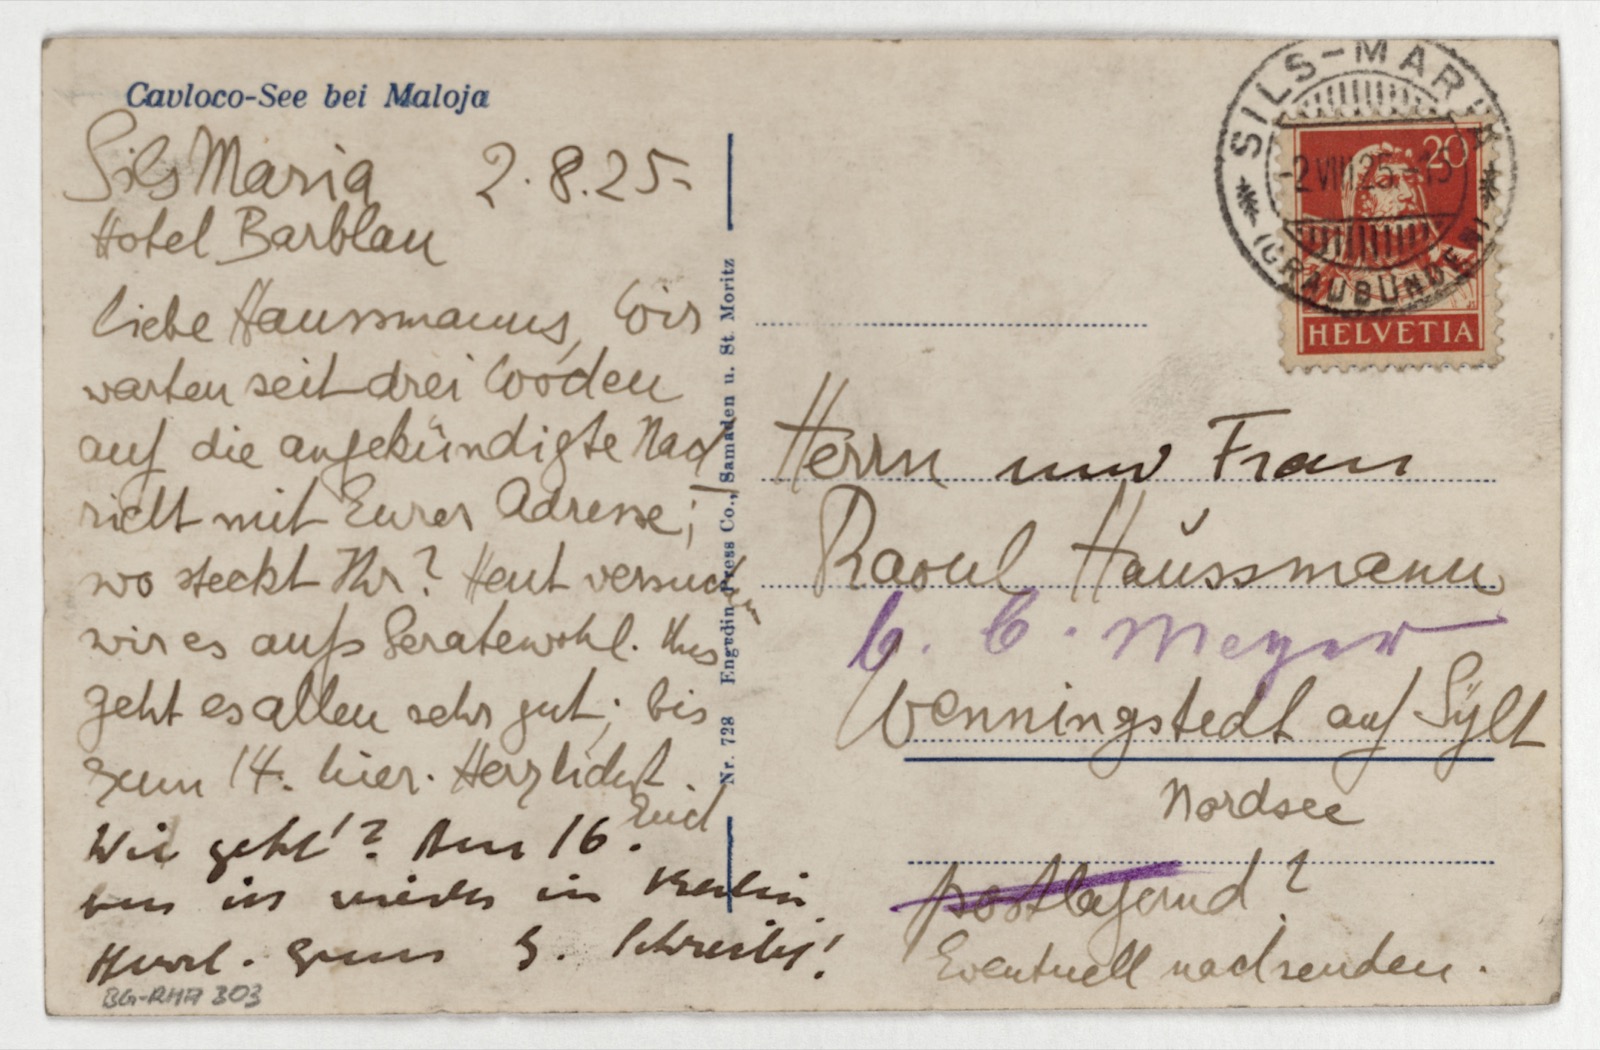 Cavloco-See bei Maloja
Sils Maria 2.8.25-
Hotel Barblan
Liebe Haussmanns, Wir
warten seit drei Wochen
auf die angekündigte Nach
richt mit Eurer Adresse;
wo steckt Ihr? Heut versuchen
wir es aufs Geratewohl. Uns
geht es allen sehr gut; bis
zum 14. hier. Herzlichst
Wie geht's? Am 16.
bin ich wieder in Berlin.
Herzl. Gruss S.
BG-RHA 303
Nr. 728 Engadin Press Co., Samaden u. St. Moritz
SILS-MARIA
-2 VIII 25.
(GRAUBÜNDEN)
20
HELVETIA
Herrn und Frau
Raoul Haussmann
b. C. Meyer
Wenningstedt auf Sylt
Nordsee
postlagernd?
Eventuell nachsenden.